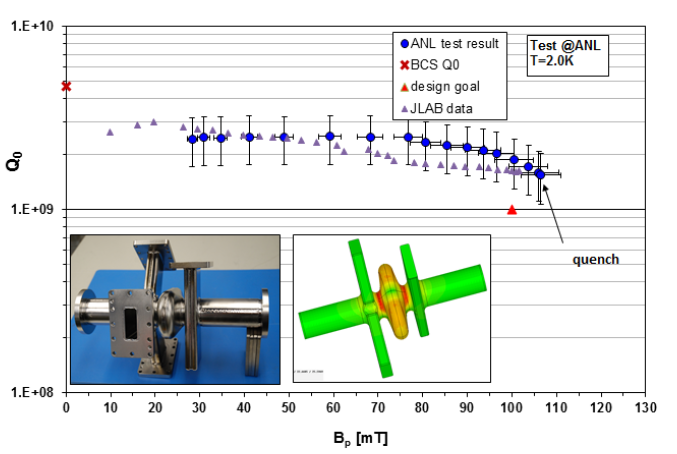 1.E+10
ANL test result
BCS Q0
design goal
JLAB data
Test @ANL
T=2.0K
Q0
1.E+09
quench
1.E+08
0 10 20 30 40 50 60 70 80 90 100 110 120 130
Bp [mT]